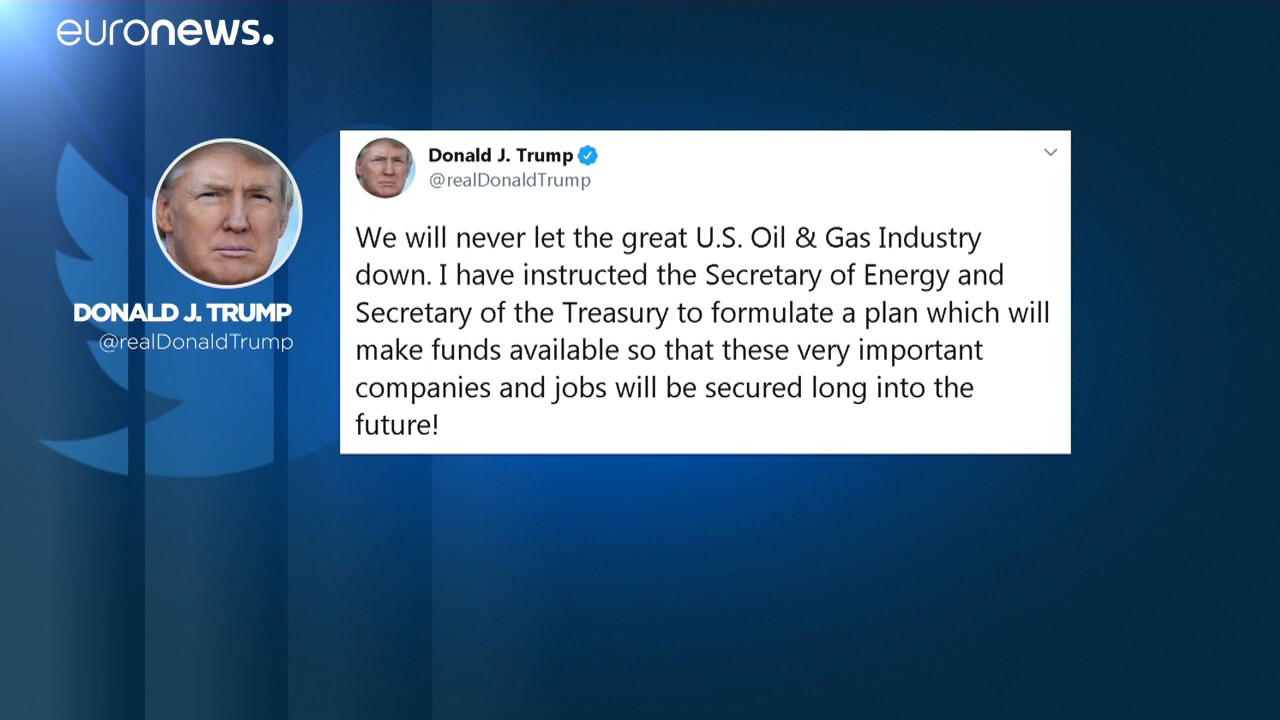 euronews.
DONALD J. TRUMP
@realDonaldTrump
Donald J. Trump
@realDonaldTrump
We will never let the great U.S. Oil & Gas Industry
down. I have instructed the Secretary of Energy and
Secretary of the Treasury to formulate a plan which will
make funds available so that these very important
companies and jobs will be secured long into the
future!